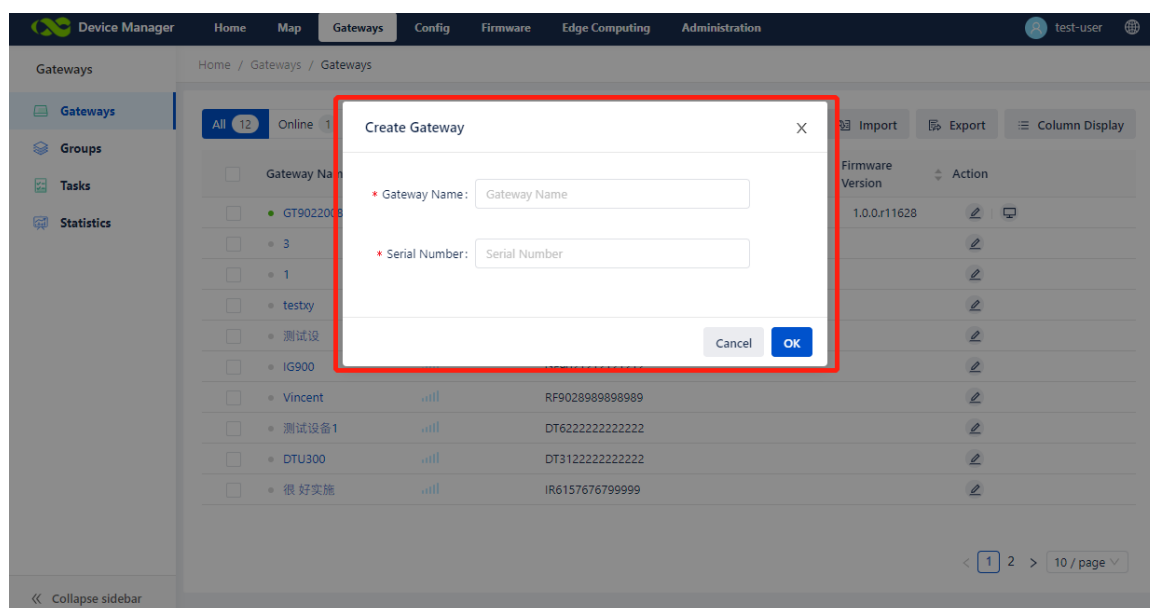 Device Manager Home Map Gateways Config Firmware Edge Computing Administration test-user
Gateways
Home / Gateways / Gateways
Gateways
Groups
Tasks
Statistics
All 12 Online 1 Import Export Column Display
Gateway Firmware Version Action
GT9022008 1.0.0.r11628
3
1
testxy
测试设
IG900
Vincent RF9028989898989
测试设备1 DT6222222222222
DTU300 DT3122222222222
很 好实施 IR6157676799999
Create Gateway
* Gateway Name: Gateway Name
* Serial Number: Serial Number
Cancel OK
< 1 2 > 10 / page
« Collapse sidebar